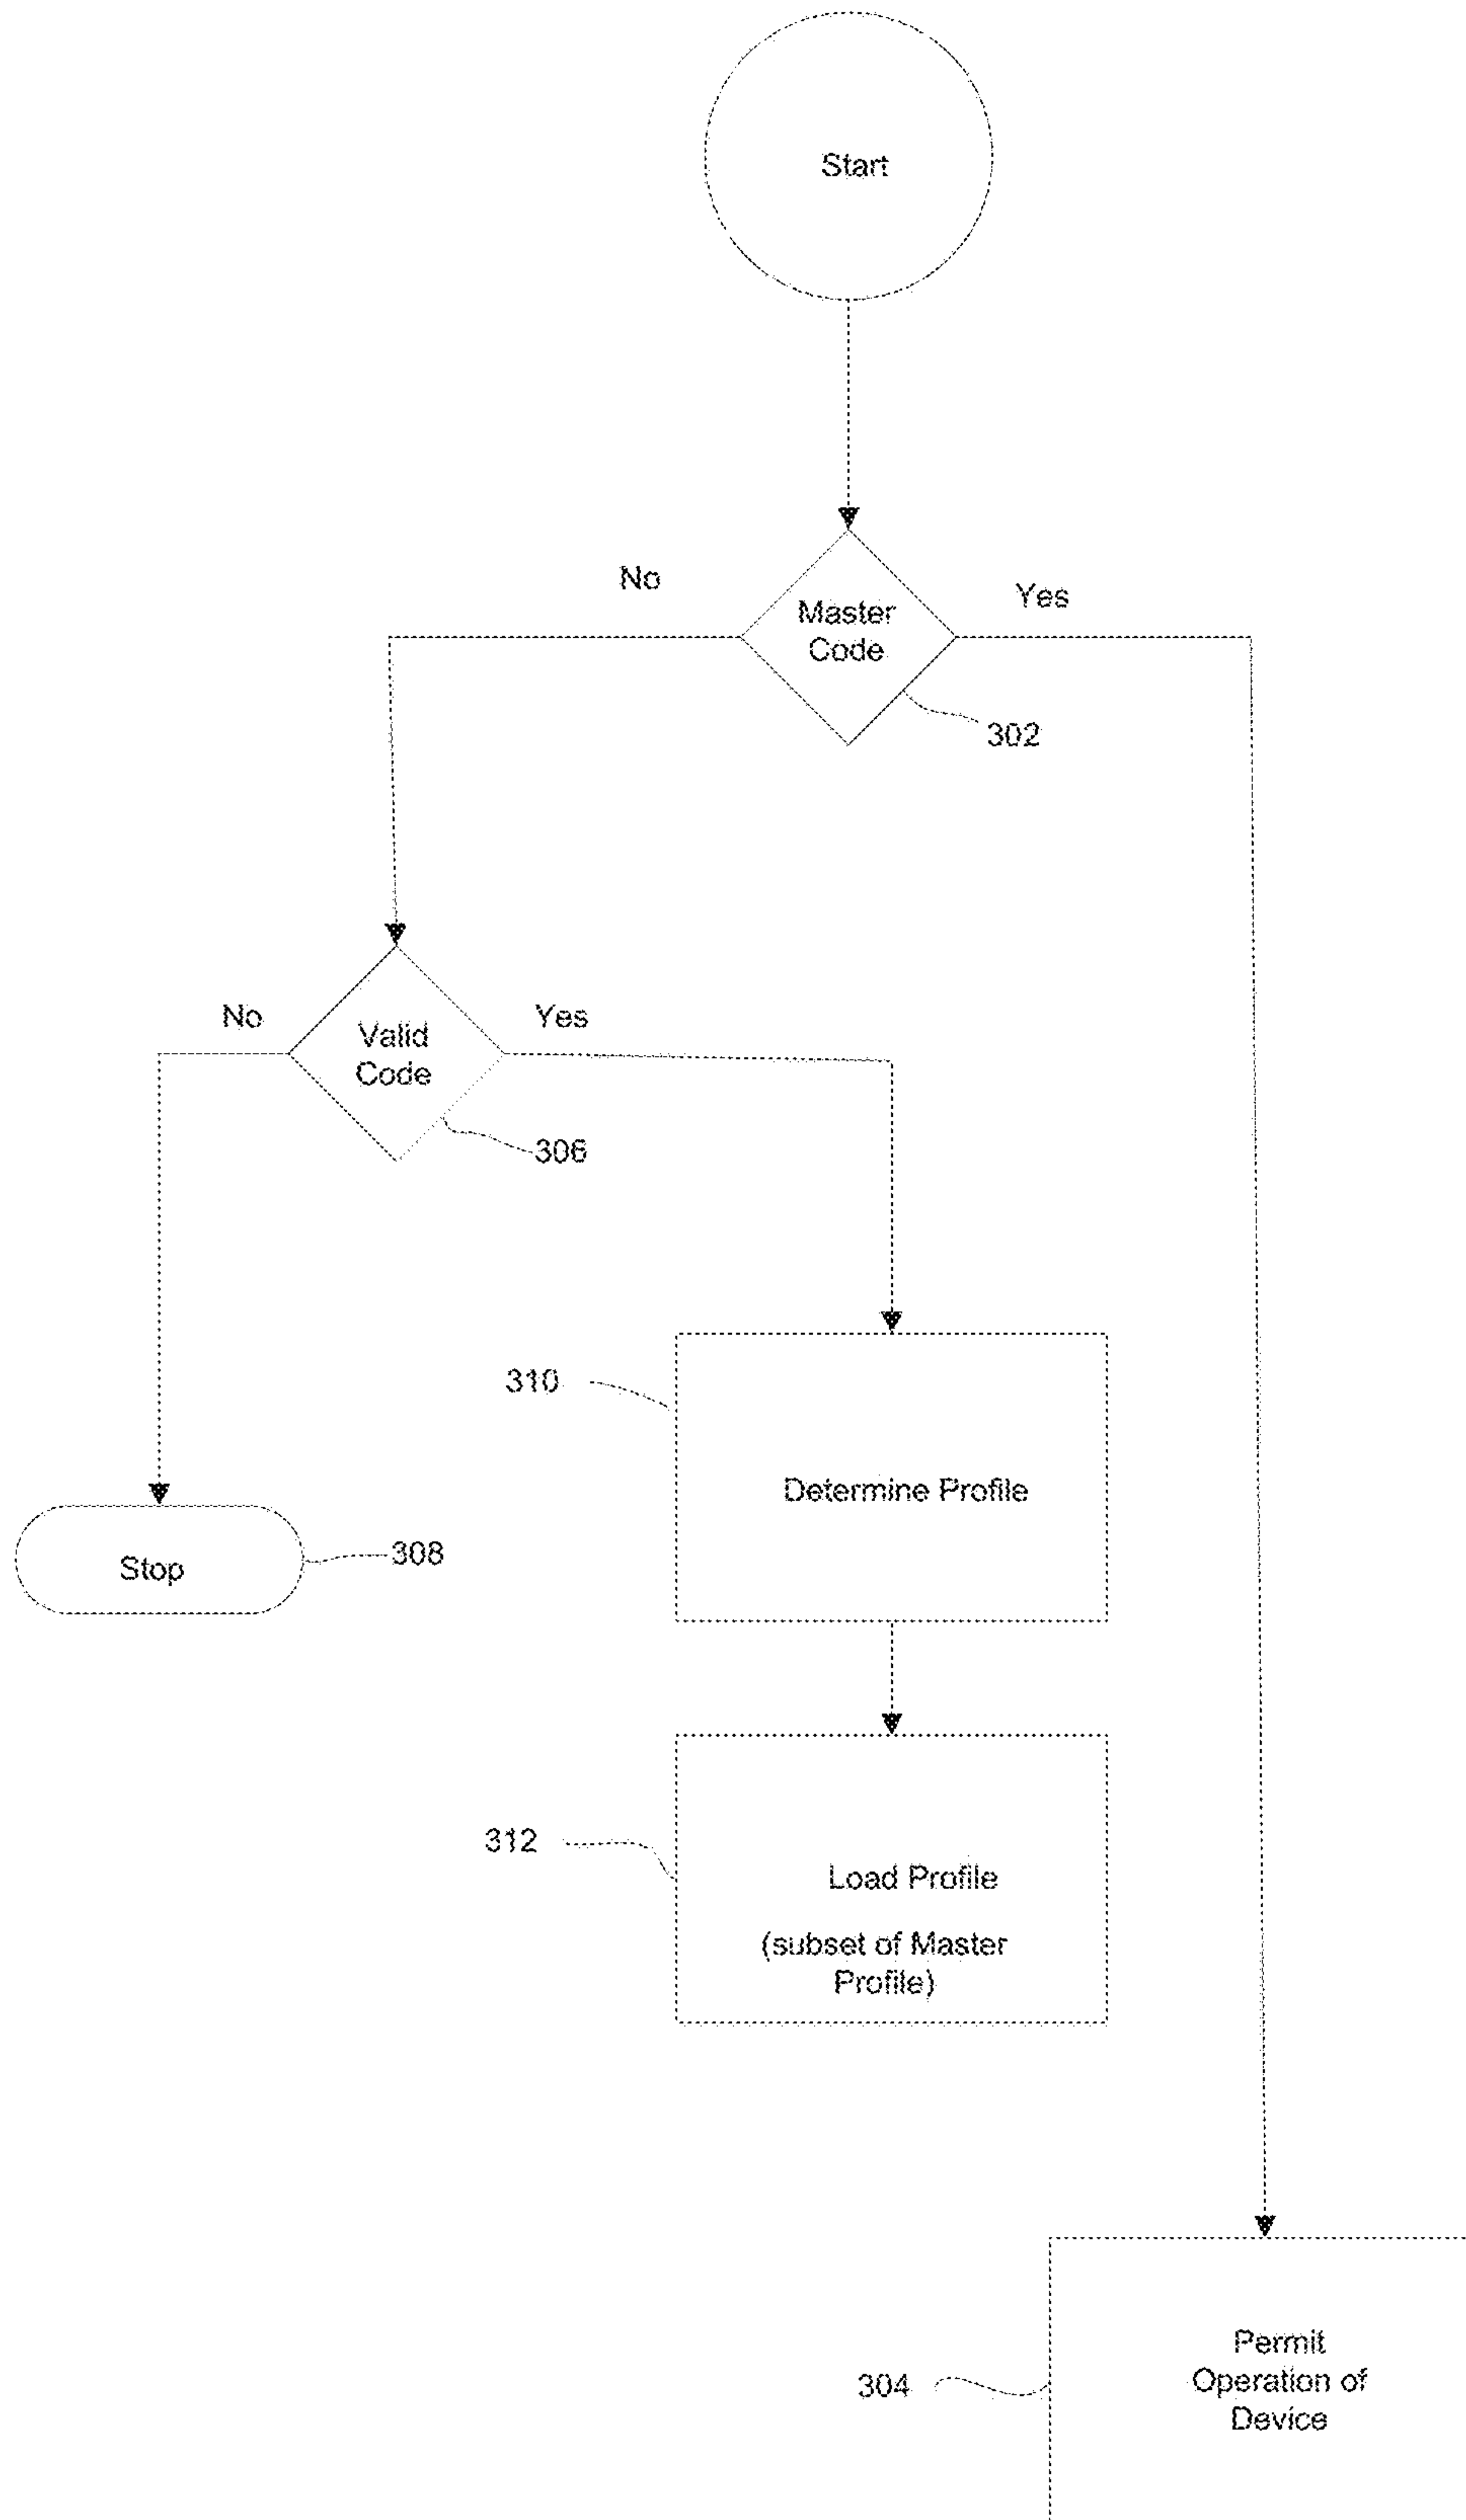 Start
No
Yes
Master
Code
302
No
Yes
Valid
Code
306
310
Determine Profile
Stop
308
312
Load Profile
(subset of Master
Profile)
304
Permit
Operation of
Device